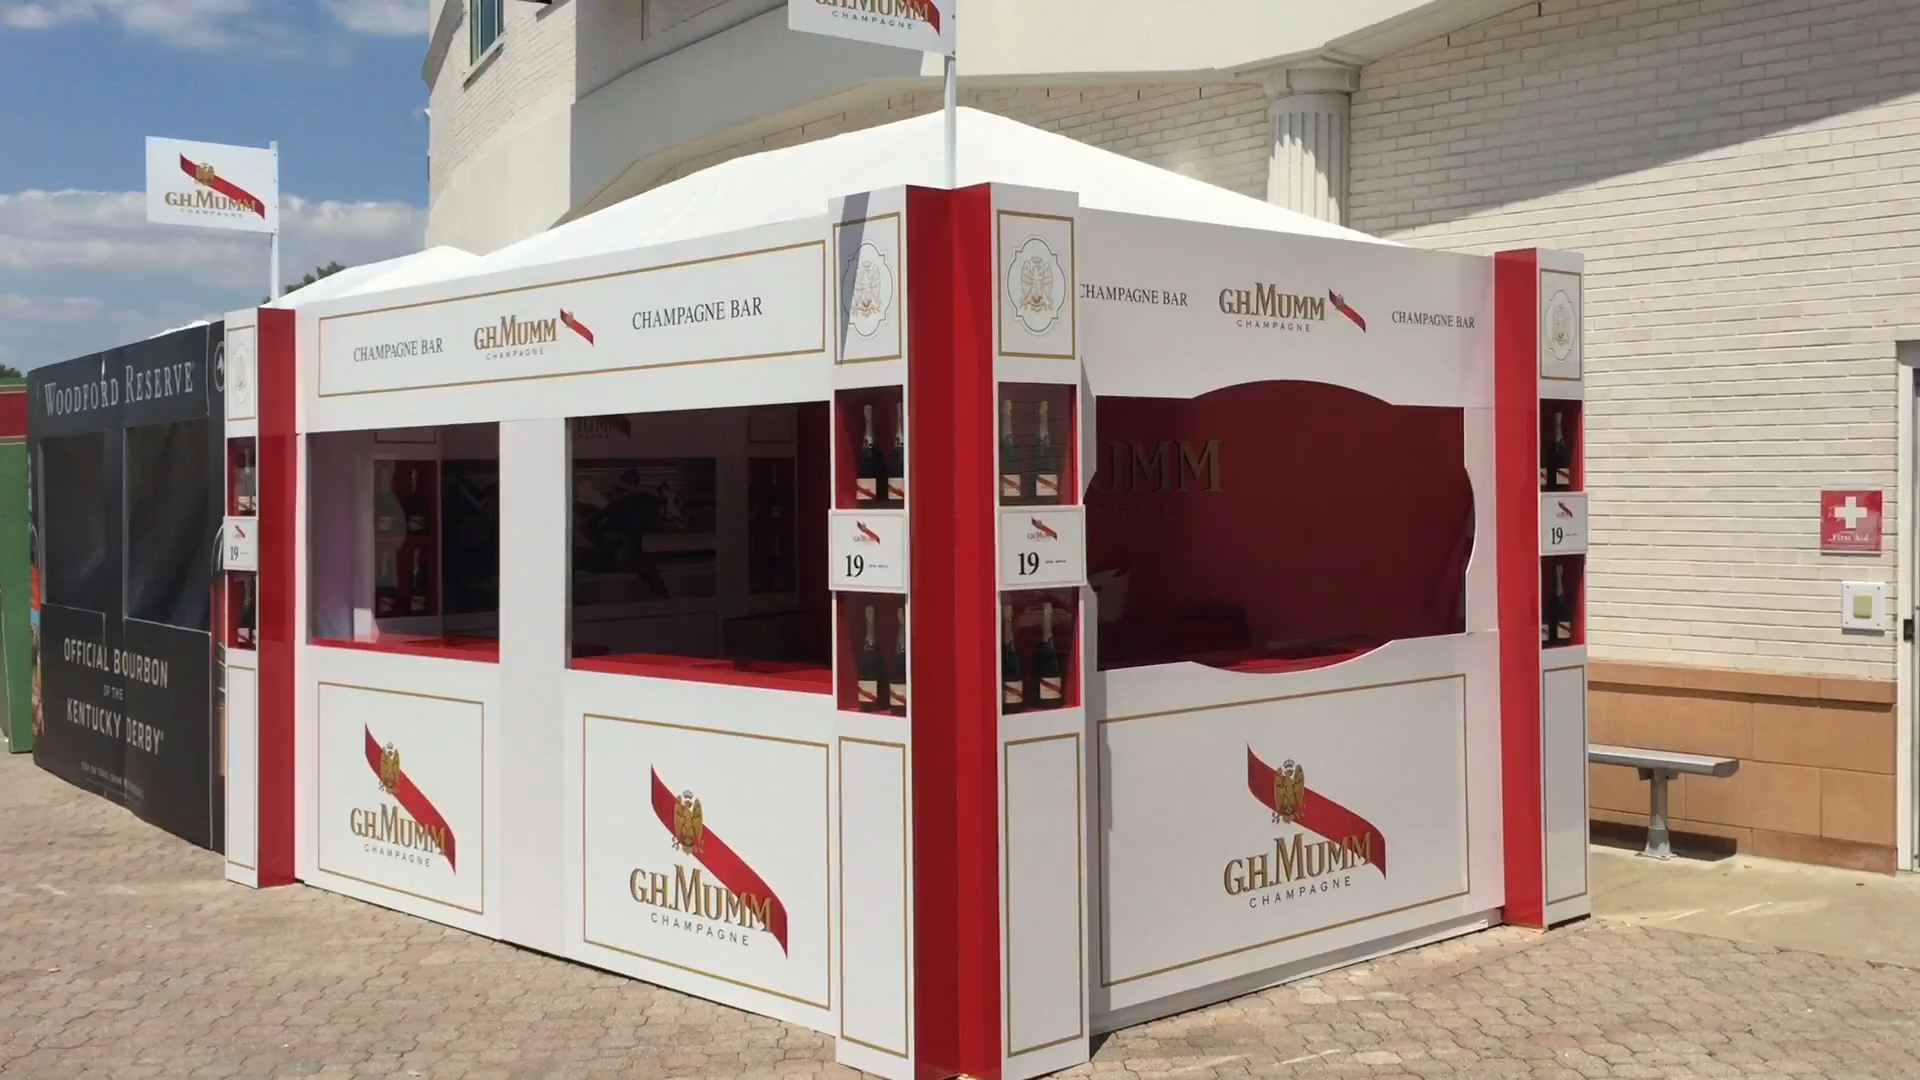 G.H.MUMM
CHAMPAGNE
G.H.MUMM
CHAMPAGNE
CHAMPAGNE BAR
G.H.MUMM
CHAMPAGNE
CHAMPAGNE BAR
CHAMPAGNE BAR
G.H.MUMM
CHAMPAGNE
CHAMPAGNE BAR
WOODFORD RESERVE
OFFICIAL BOURBON
OF THE
KENTUCKY DERBY
UMM
19
19
19
19
First Aid
G.H.MUMM
CHAMPAGNE
G.H.MUMM
CHAMPAGNE
G.H.MUMM
CHAMPAGNE